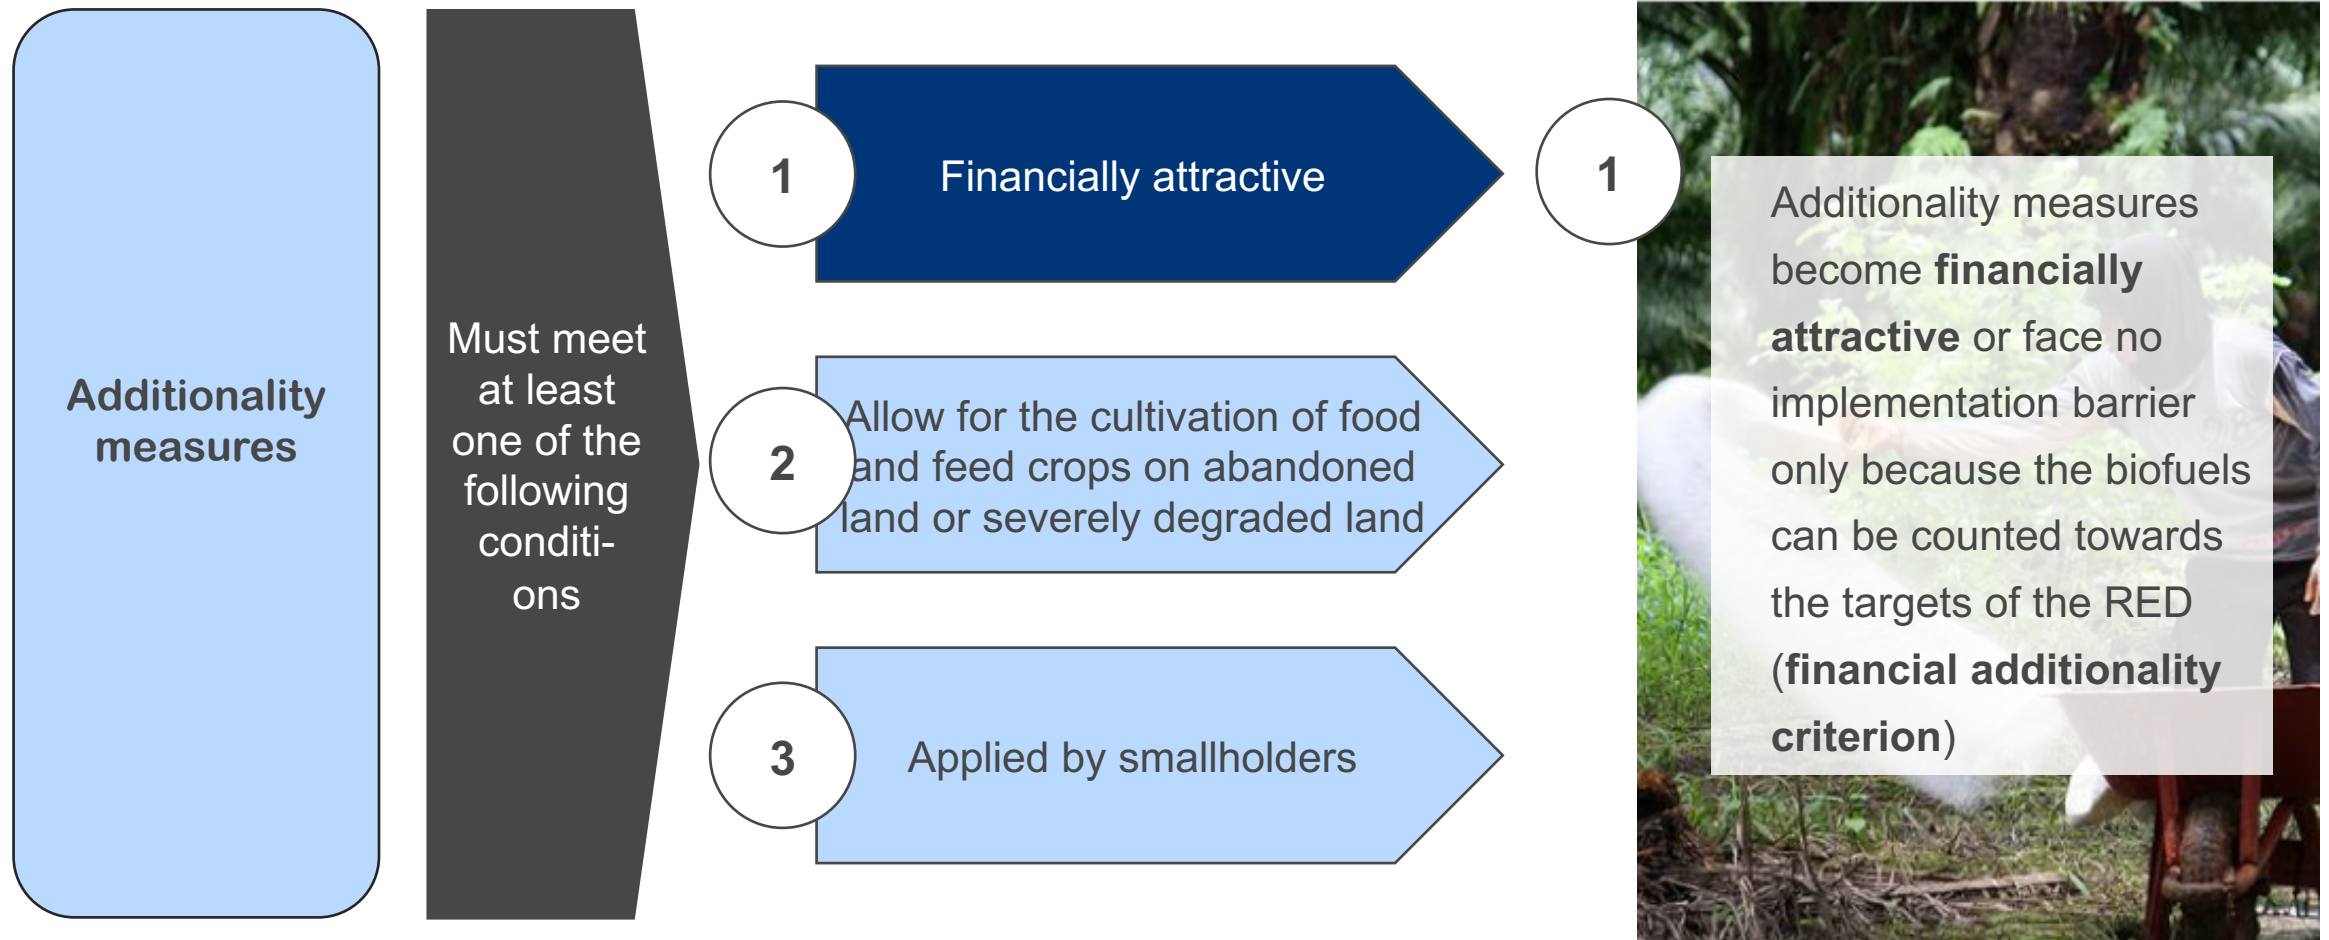 Additionality
measures
Must meet
at least
one of the
following
conditi-
ons
1
Financially attractive
2
Allow for the cultivation of food
and feed crops on abandoned
land or severely degraded land
3
Applied by smallholders
1
Additionality measures
become financially
attractive or face no
implementation barrier
only because the biofuels
can be counted towards
the targets of the RED
(financial additionality
criterion)